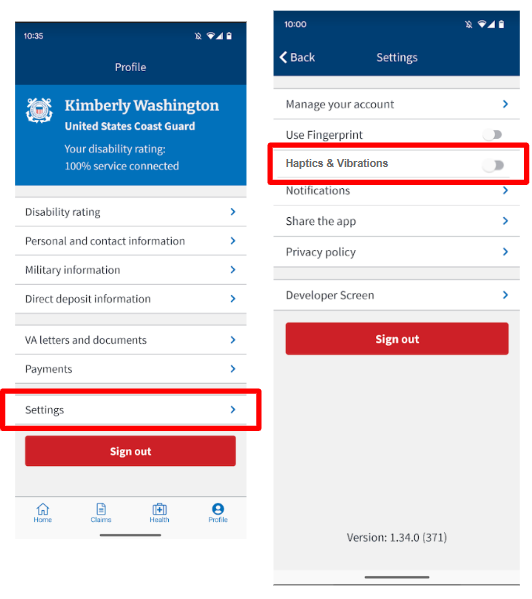 10:35
Profile
Kimberly Washington
United States Coast Guard
Your disability rating:
100% service connected
Disability rating
Personal and contact information
Military information
Direct deposit information
VA letters and documents
Payments
Settings
Sign out
Home
Claims
Health
Profile
10:00
Back
Settings
Manage your account
Use Fingerprint
Haptics & Vibrations
Notifications
Share the app
Privacy policy
Developer Screen
Sign out
Version: 1.34.0 (371)